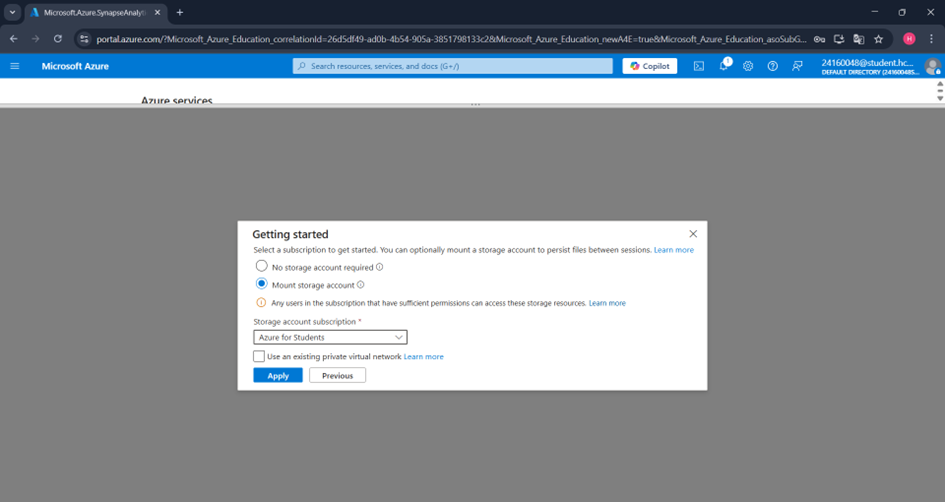 Microsoft.Azure.SynapseAnalyti
portal.azure.com/?Microsoft_Azure_Education_correlationId=26d5df49-ad0b-4b54-905a-3851798133c2&Microsoft_Azure_Education_newA4E=true&Microsoft_Azure_Education_asoSubG...
H
Microsoft Azure
Search resources, services, and docs (G+/)
Copilot
1
24160048@student.hc...
DEFAULT DIRECTORY (24160048S...
Azure services
Getting started
Select a subscription to get started. You can optionally mount a storage account to persist files between sessions. Learn more
No storage account required
Mount storage account
Any users in the subscription that have sufficient permissions can access these storage resources. Learn more
Storage account subscription *
Azure for Students
Use an existing private virtual network Learn more
Apply Previous